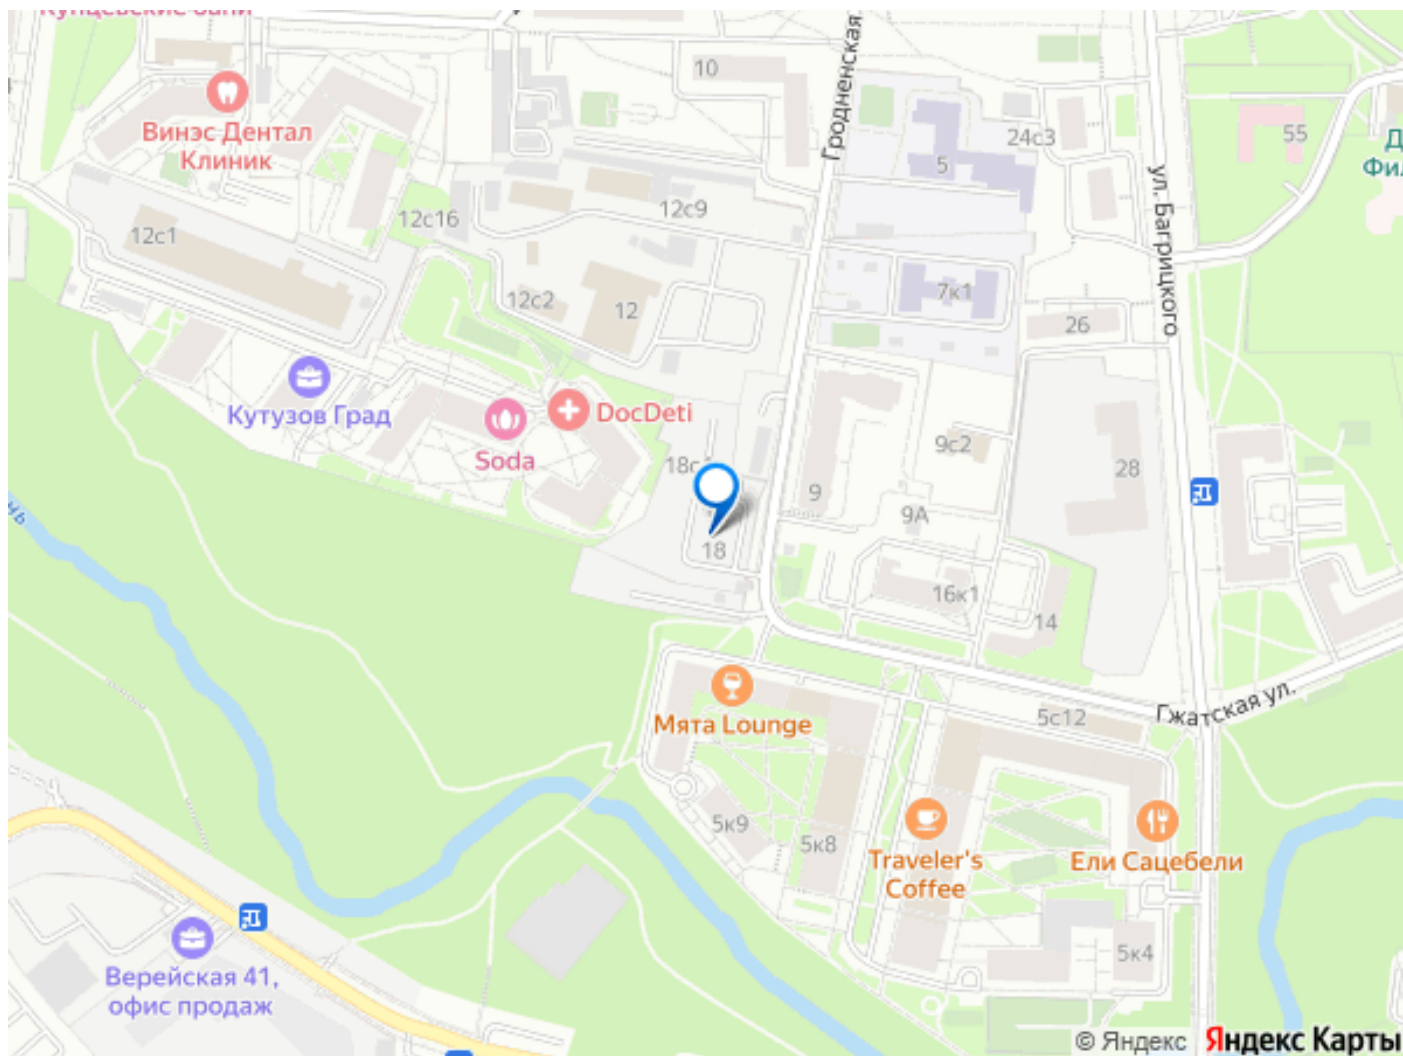 Кунцевские бани
Гродненская
10
Винэс Дентал
Клиник
24с3
5
55
ул. Багрицкого
12с16
12с9
12с1
12с2
12
7к1
26
Кутузов Град
DocDeti
Soda
9с2
18с
9
28
9А
18
16к1
14
Гжатская ул.
5с12
Мята Lounge
5к9
5к8
Traveler's
Coffee
Ели Сацебели
Верейская 41,
офис продаж
5к4
© Яндекс Яндекс Карты